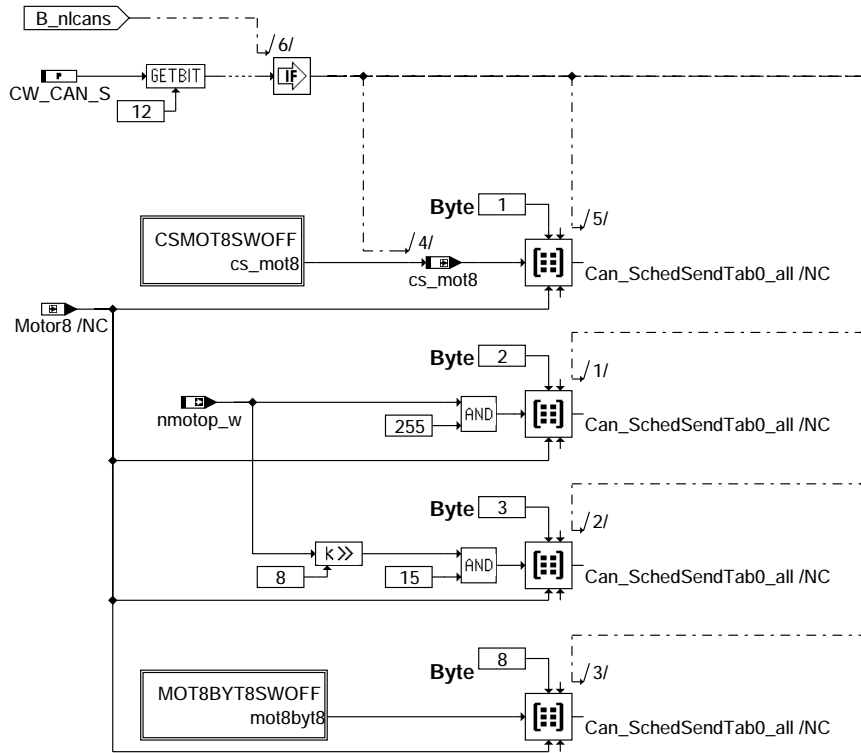 B_nlcans
6/
P
GETBIT
IF
CW_CAN_S
12
Byte 1
5/
CSMOT8SWOFF
cs_mot8
4/
cs_mot8
Can_SchedSendTab0_all /NC
Motor8 /NC
Byte 2
1/
nmotop_w
AND
255
Can_SchedSendTab0_all /NC
Byte 3
2/
k>>
AND
8
15
Can_SchedSendTab0_all /NC
Byte 8
3/
MOT8BYT8SWOFF
mot8byt8
Can_SchedSendTab0_all /NC